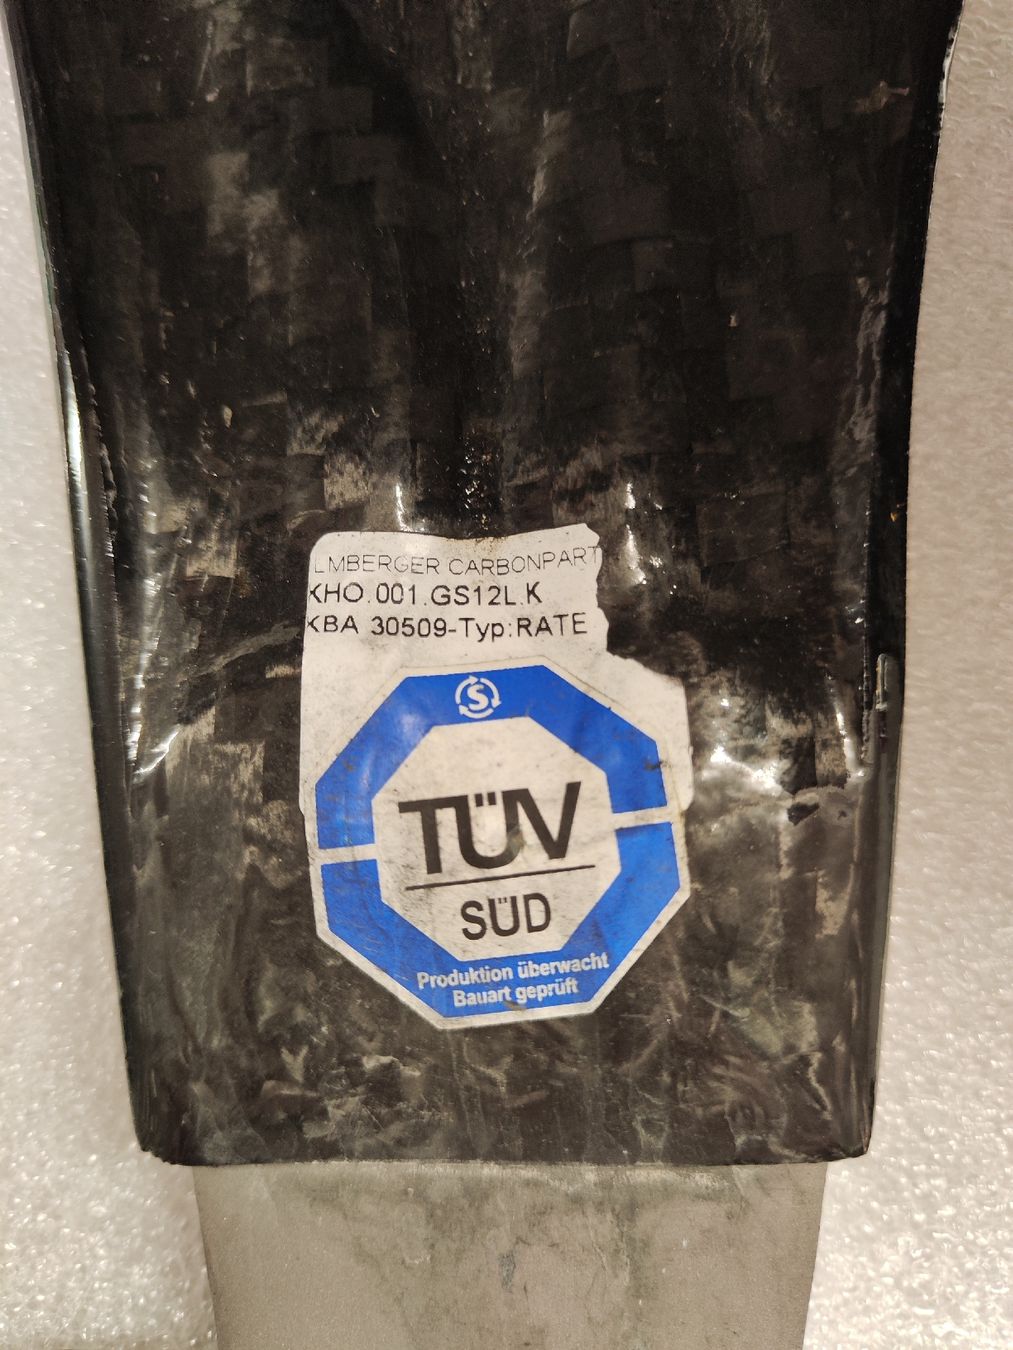 LMBERGER CARBONPART
KHO.001.GS12L.K
KBA 30509-Typ:RATE
S
TÜV
SÜD
Produktion überwacht
Bauart geprüft